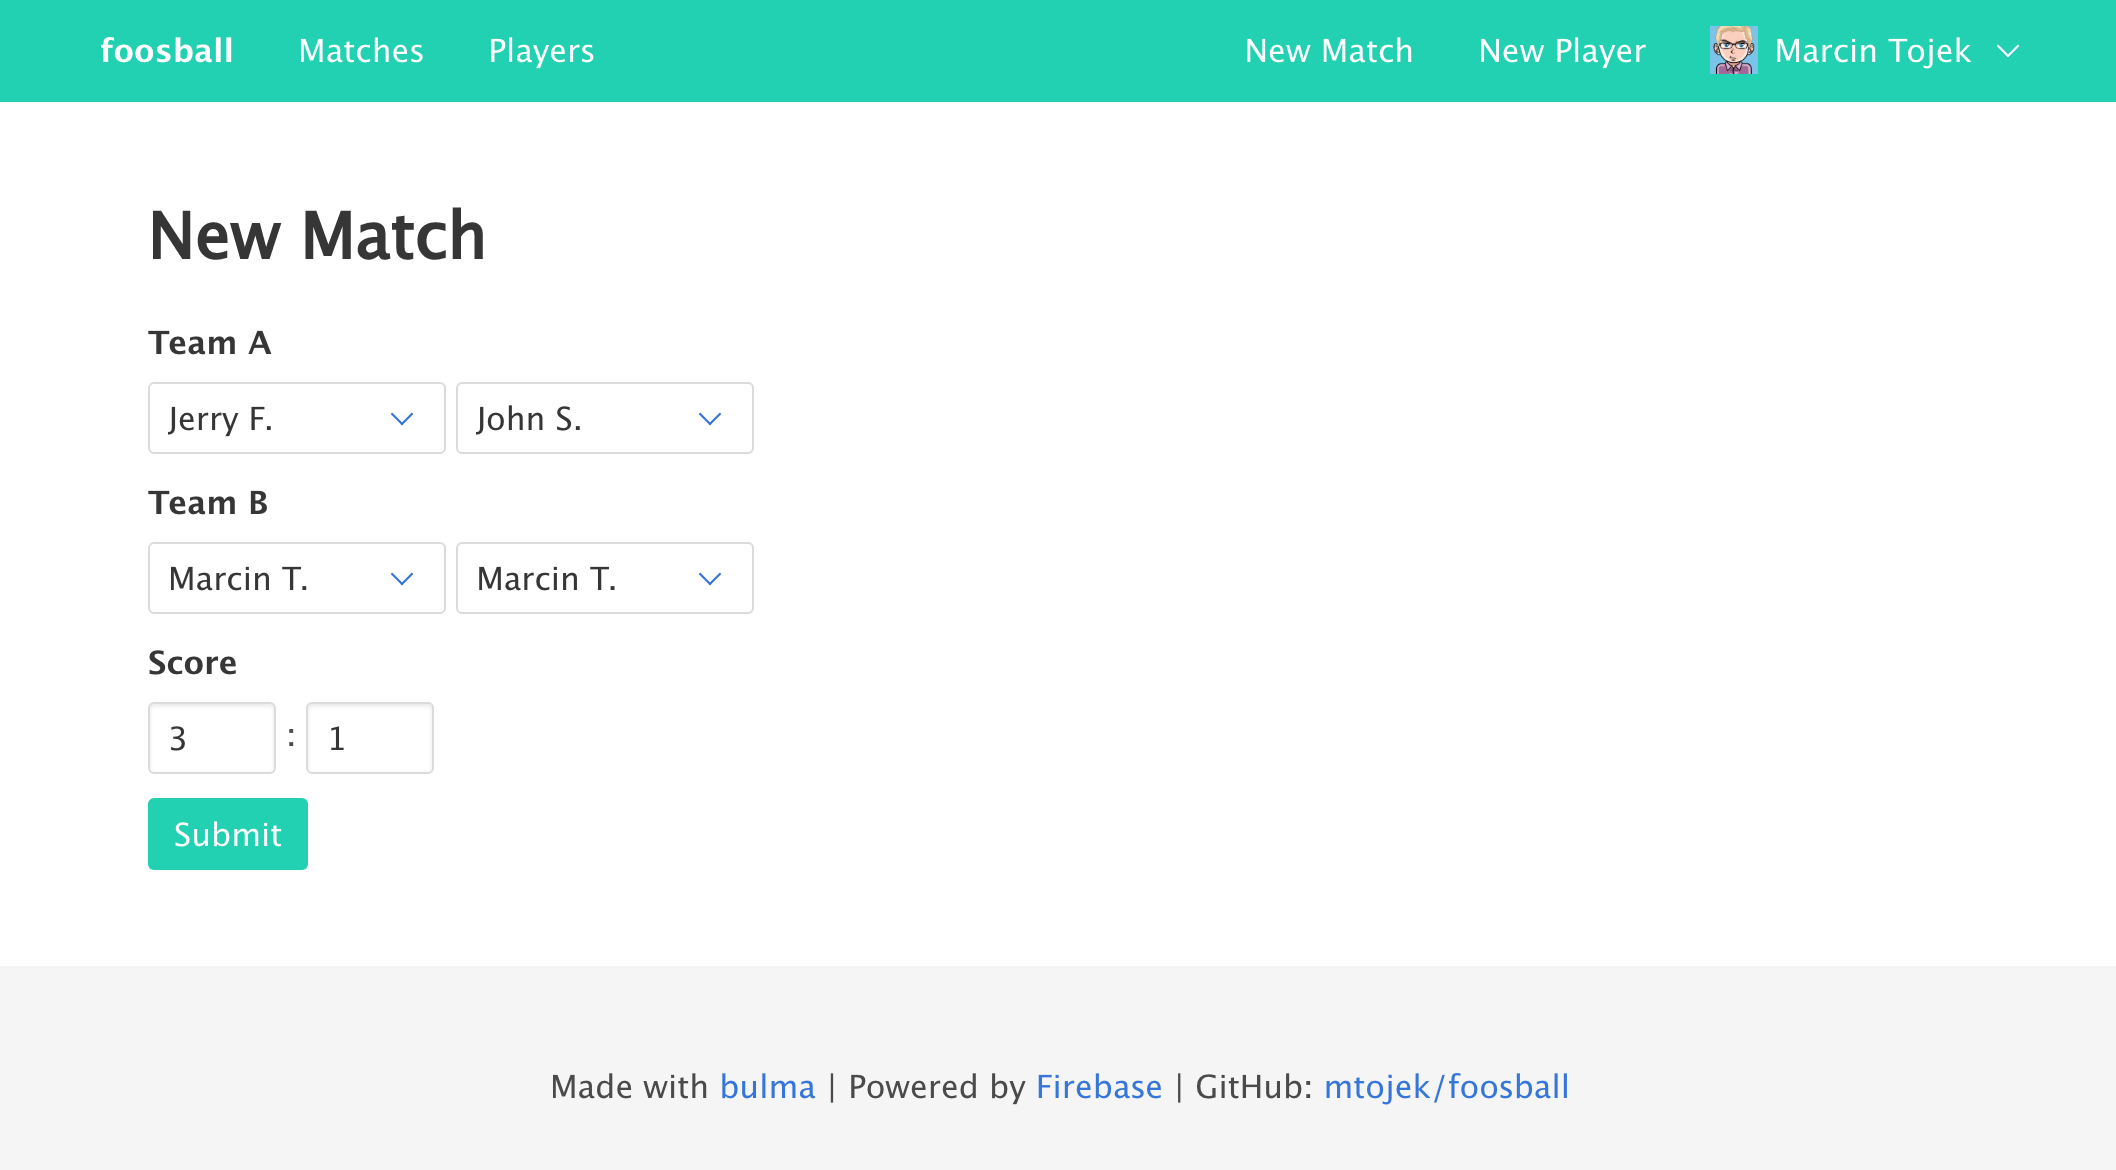 foosball Matches Players New Match New Player Marcin Tojek
New Match
Team A
Jerry F. John S.
Team B
Marcin T. Marcin T.
Score
3 : 1
Submit
Made with bulma | Powered by Firebase | GitHub: mtojek/foosball